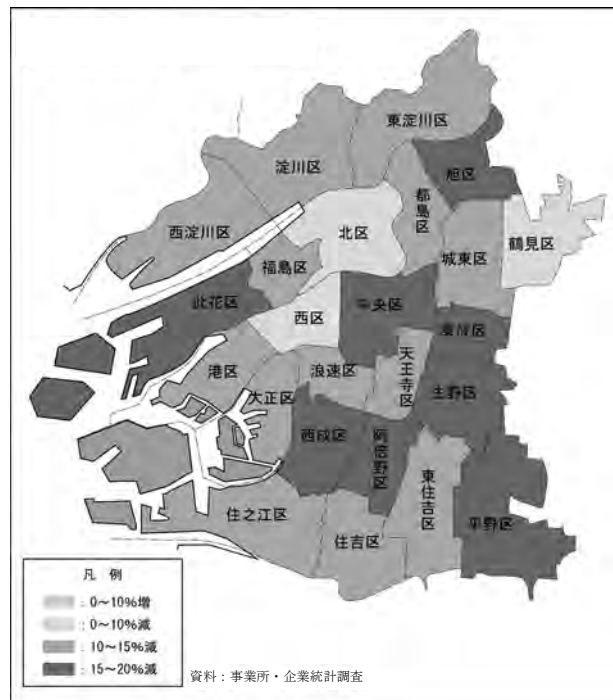 東淀川区
淀川区
旭区
都島区
西淀川区
北区
鶴見区
城東区
福島区
此花区
中央区
西区
東成区
天王寺区
港区
浪速区
大正区
生野区
西成区
阿倍野区
東住吉区
住之江区
平野区
住吉区
凡 例
:0～10%増
:0～10%減
:10～15%減
:15～20%減
資料:事業所・企業統計調査